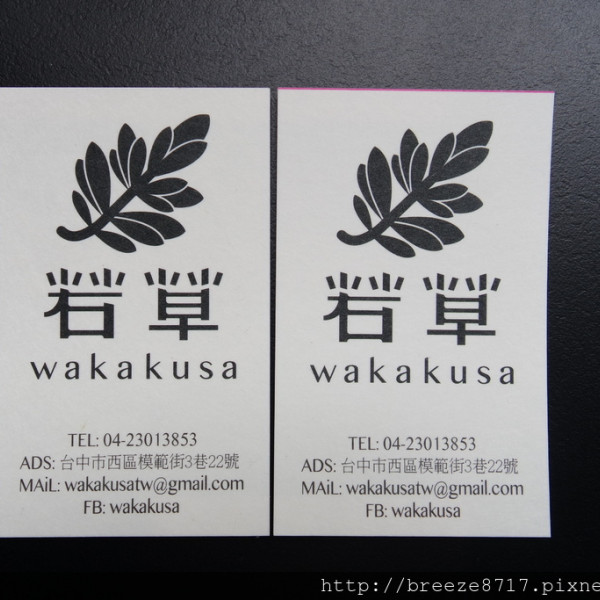 若草
wakakusa
TEL: 04-23013853
ADS: 台中市西區模範街3巷22號
MAiL: wakakusatw@gmail.com
FB: wakakusa
若草
wakakusa
TEL: 04-23013853
ADS: 台中市西區模範街3巷22號
MAiL: wakakusatw@gmail.com
FB: wakakusa
http://breeze8717.pixne